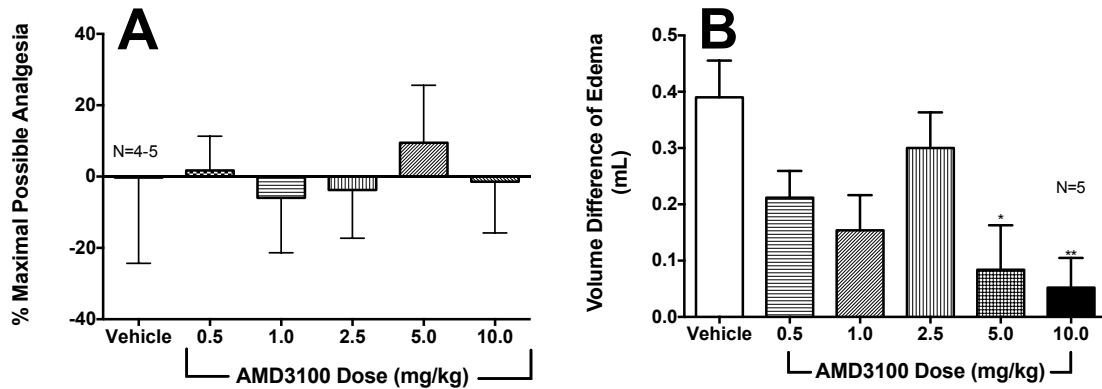 A
% Maximal Possible Analgesia
40
20
0
-20
-40
N=4-5
Vehicle 0.5 1.0 2.5 5.0 10.0
AMD3100 Dose (mg/kg)
B
Volume Difference of Edema
(mL)
0.5
0.4
0.3
0.2
0.1
0.0
N=5
*
**
Vehicle 0.5 1.0 2.5 5.0 10.0
AMD3100 Dose (mg/kg)